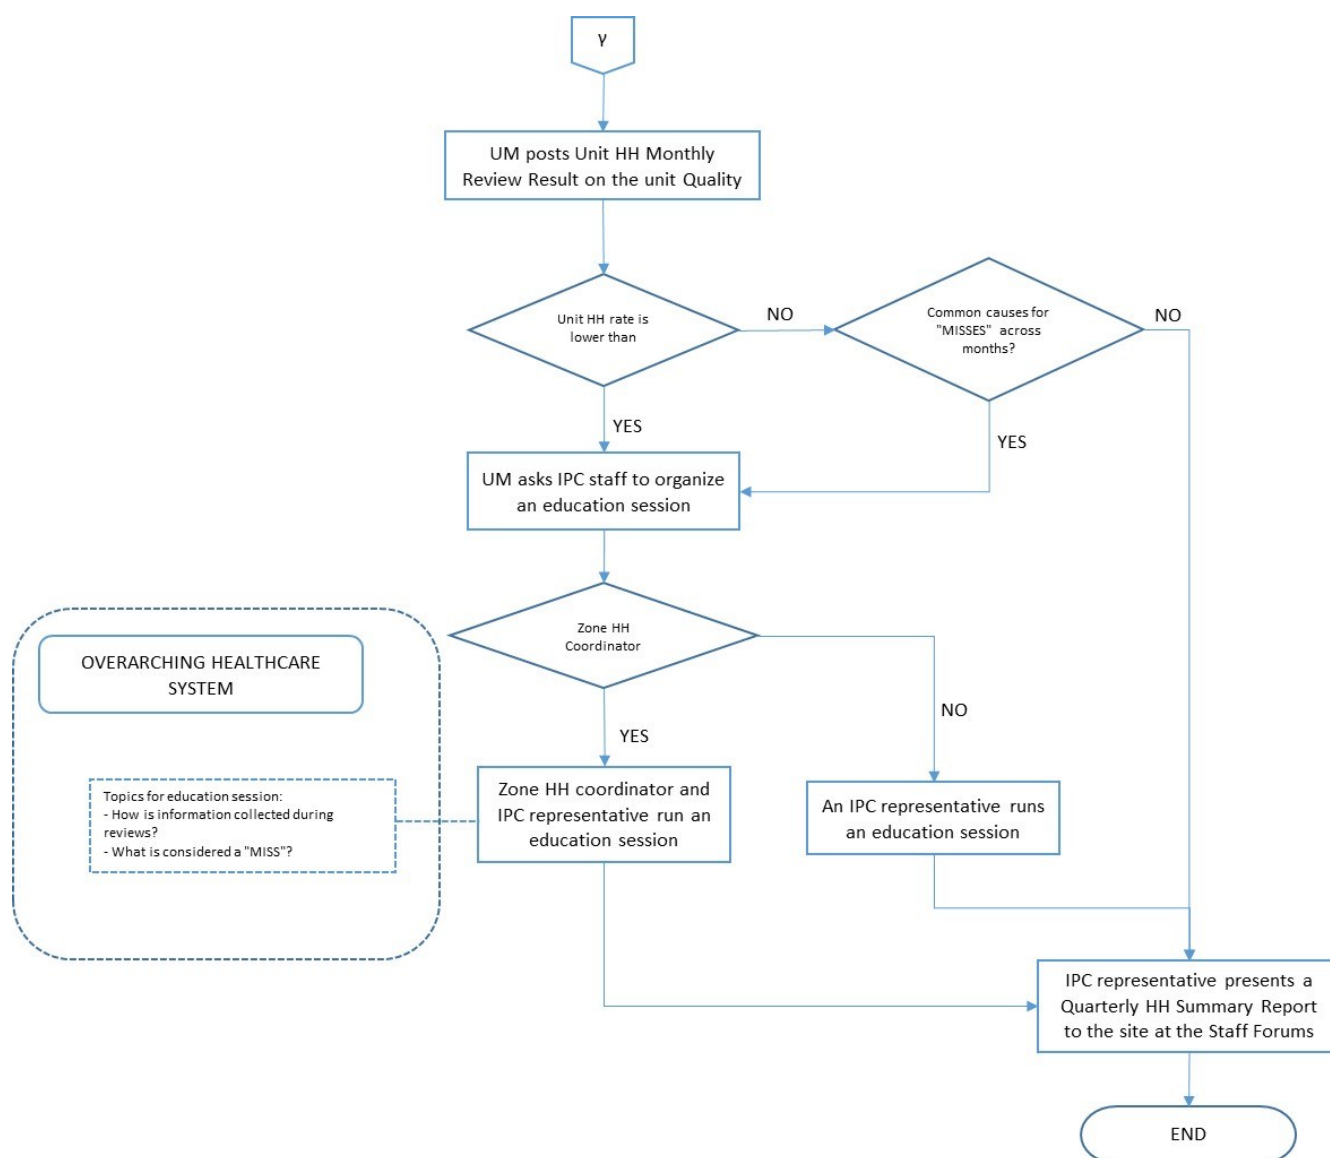 γ
UM posts Unit HH Monthly
Review Result on the unit Quality
Unit HH rate is
lower than
NO
Common causes for
"MISSES" across
months?
NO
YES
YES
UM asks IPC staff to organize
an education session
Zone HH
Coordinator
NO
YES
OVERARCHING HEALTHCARE
SYSTEM
Topics for education session:
- How is information collected during
reviews?
- What is considered a "MISS"?
Zone HH coordinator and
IPC representative run an
education session
An IPC representative runs
an education session
IPC representative presents a
Quarterly HH Summary Report
to the site at the Staff Forums
END